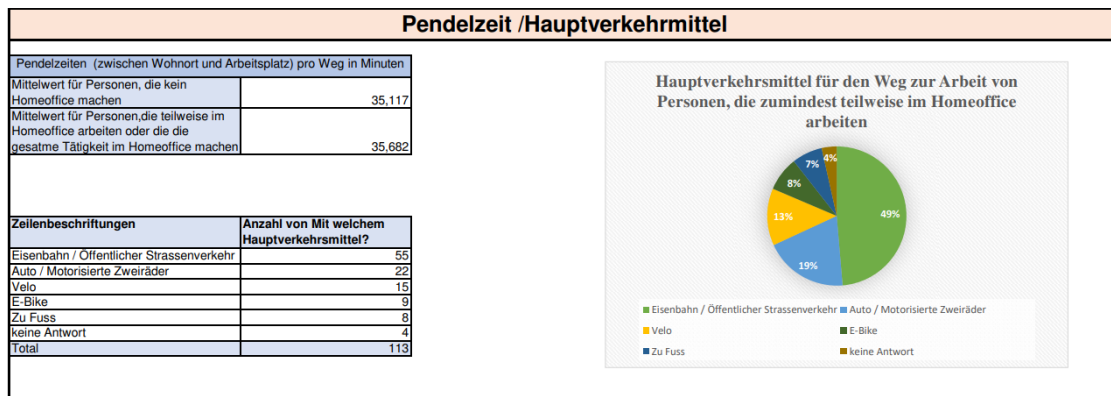 Pendelzeit /Hauptverkehrmittel
Pendelzeiten (zwischen Wohnort und Arbeitsplatz) pro Weg in Minuten
Mittelwert für Personen, die kein
Homeoffice machen 35,117
Mittelwert für Personen,die teilweise im
Homeoffice arbeiten oder die die
gesatme Tätigkeit im Homeoffice machen 35,682
Zeilenbeschriftungen Anzahl von Mit welchem
Hauptverkehrsmittel?
Eisenbahn / Öffentlicher Strassenverkehr 55
Auto / Motorisierte Zweiräder 22
Velo 15
E-Bike 9
Zu Fuss 8
keine Antwort 4
Total 113
Hauptverkehrsmittel für den Weg zur Arbeit von
Personen, die zumindest teilweise im Homeoffice
arbeiten
4%
7%
8%
13%
49%
19%
Eisenbahn / Öffentlicher Strassenverkehr Auto / Motorisierte Zweiräder
Velo E-Bike
Zu Fuss keine Antwort